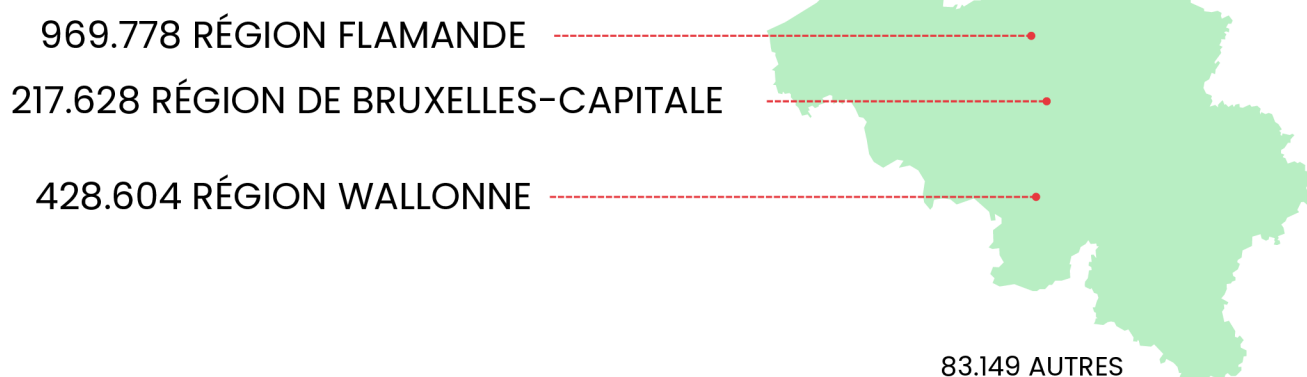 969.778 RÉGION FLAMANDE
217.628 RÉGION DE BRUXELLES-CAPITALE
428.604 RÉGION WALLONNE
83.149 AUTRES